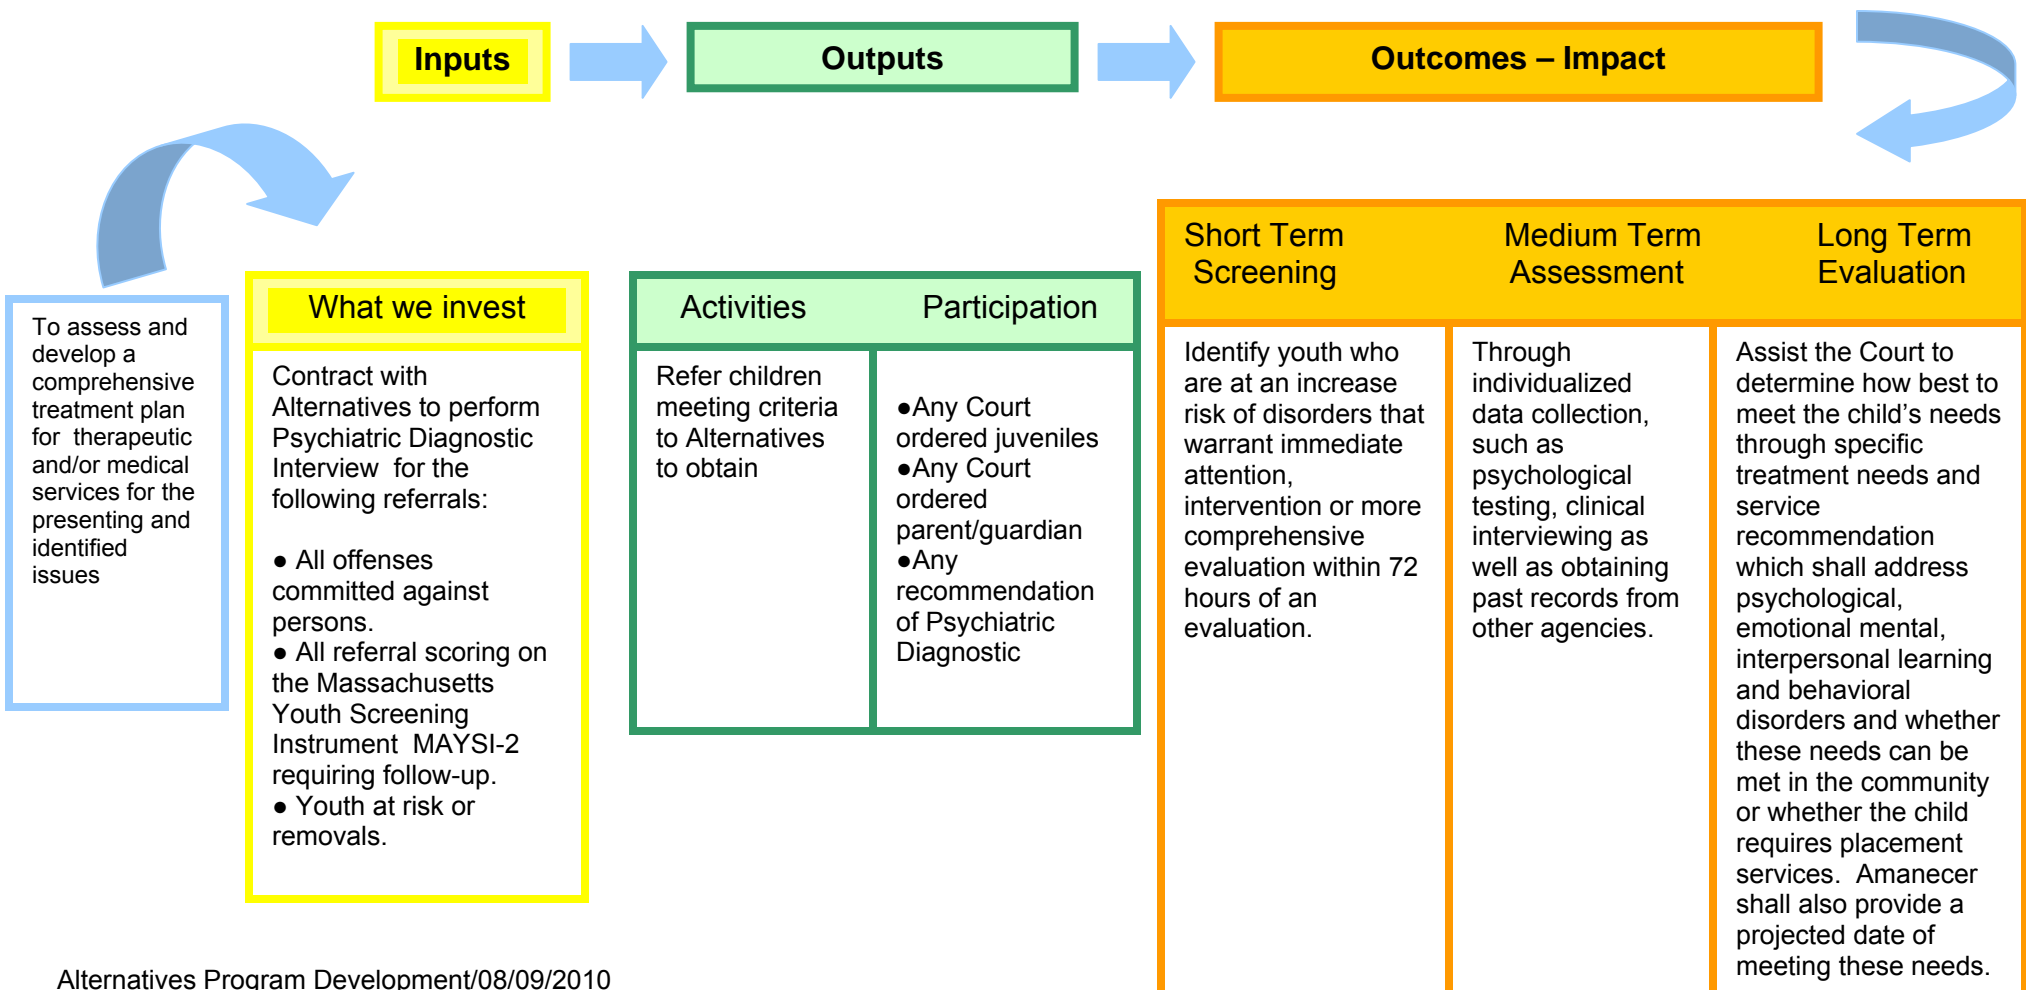 Inputs
Outputs
Outcomes – Impact
To assess and
develop a
comprehensive
treatment plan
for therapeutic
and/or medical
services for the
presenting and
identified
issues
What we invest
Contract with
Alternatives to perform
Psychiatric Diagnostic
Interview for the
following referrals:
● All offenses
committed against
persons.
● All referral scoring on
the Massachusetts
Youth Screening
Instrument MAYSI-2
requiring follow-up.
● Youth at risk or
removals.
Activities
Refer children
meeting criteria
to Alternatives
to obtain
Participation
●Any Court
ordered juveniles
●Any Court
ordered
parent/guardian
●Any
recommendation
of Psychiatric
Diagnostic
Short Term
Screening
Identify youth who
are at an increase
risk of disorders that
warrant immediate
attention,
intervention or more
comprehensive
evaluation within 72
hours of an
evaluation.
Medium Term
Assessment
Through
individualized
data collection,
such as
psychological
testing, clinical
interviewing as
well as obtaining
past records from
other agencies.
Long Term
Evaluation
Assist the Court to
determine how best to
meet the child’s needs
through specific
treatment needs and
service
recommendation
which shall address
psychological,
emotional mental,
interpersonal learning
and behavioral
disorders and whether
these needs can be
met in the community
or whether the child
requires placement
services. Amanecer
shall also provide a
projected date of
meeting these needs.
Alternatives Program Development/08/09/2010